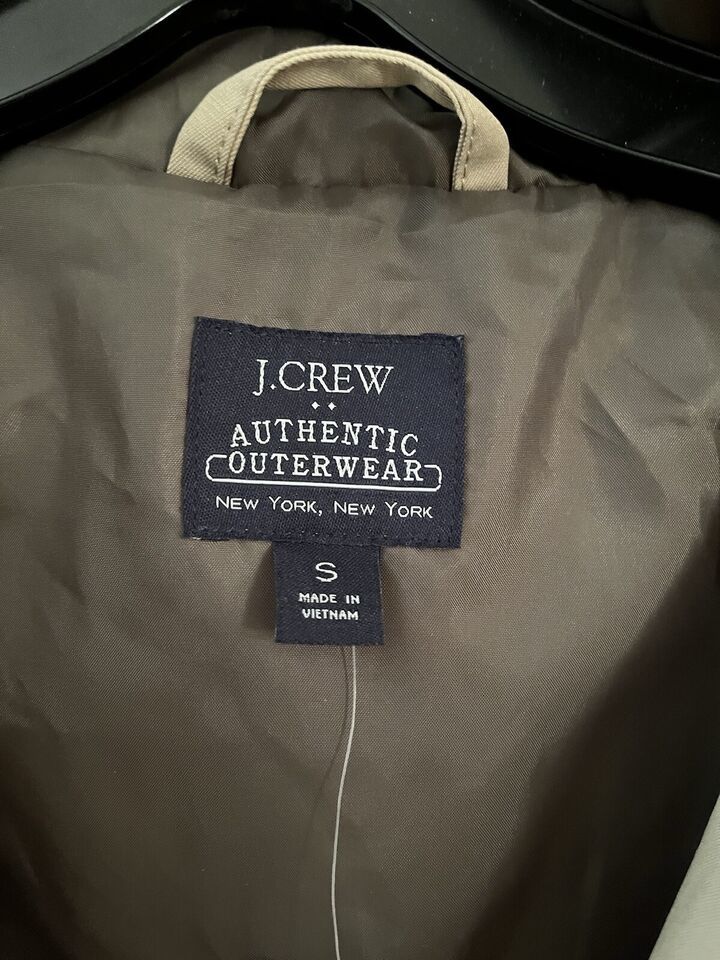 J.CREW
AUTHENTIC
OUTERWEAR
NEW YORK, NEW YORK
S
MADE IN
VIETNAM